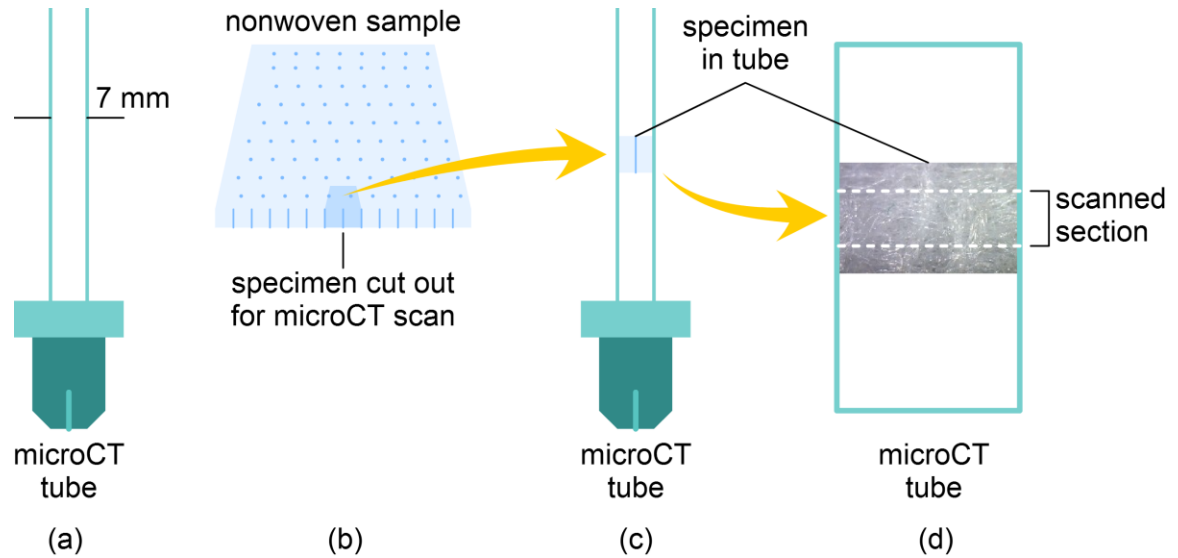 7 mm
microCT
tube
(a)
nonwoven sample
specimen cut out
for microCT scan
(b)
specimen
in tube
microCT
tube
(c)
scanned
section
microCT
tube
(d)